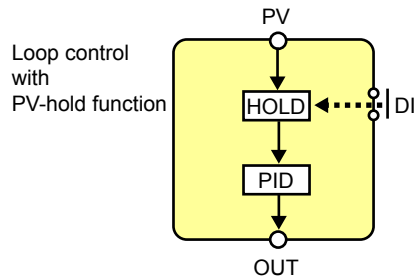 PV
Loop control
with
PV-hold function
HOLD
DI
PID
OUT